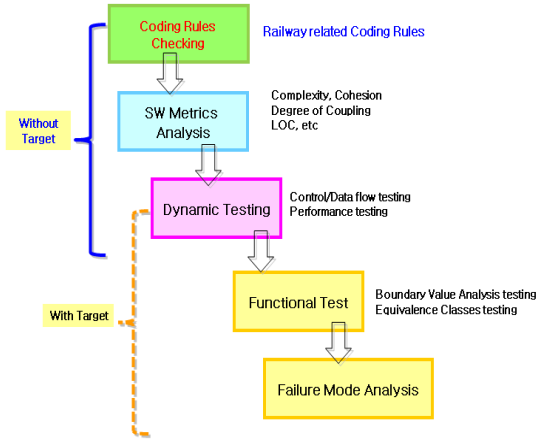 Coding Rules
Checking
Railway related Coding Rules
Without
Target
SW Metrics
Analysis
Complexity, Cohesion
Degree of Coupling
LOC, etc
Dynamic Testing
Control/Data flow testing
Performance testing
With Target
Functional Test
Boundary Value Analysis testing
Equivalence Classes testing
Failure Mode Analysis